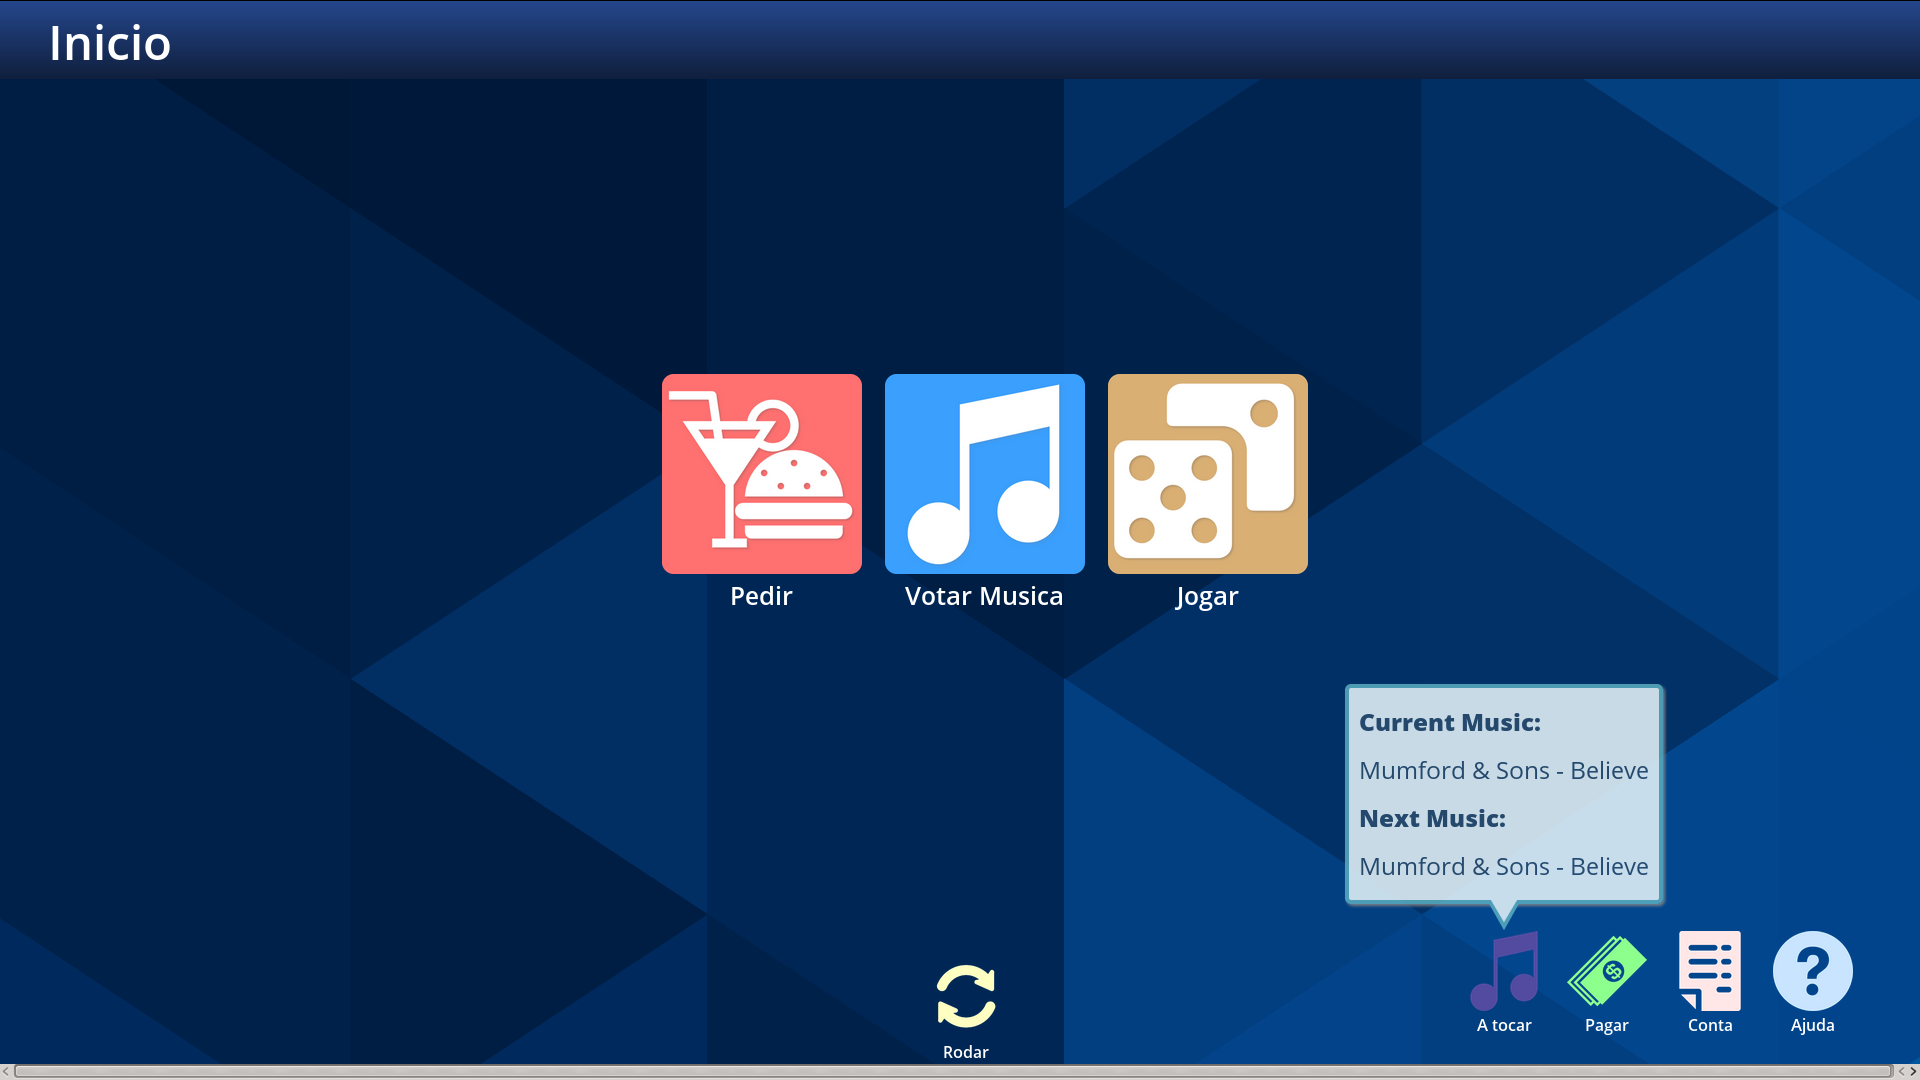 Inicio
Pedir
Votar Musica
Jogar
Current Music:
Mumford & Sons - Believe
Next Music:
Mumford & Sons - Believe
A tocar
Pagar
Conta
Ajuda
Rodar